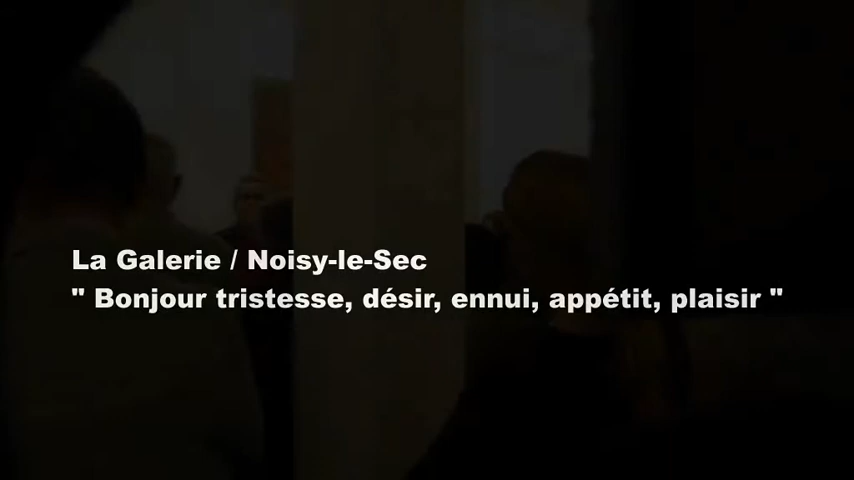 La Galerie / Noisy-le-Sec
" Bonjour tristesse, désir, ennui, appétit, plaisir "